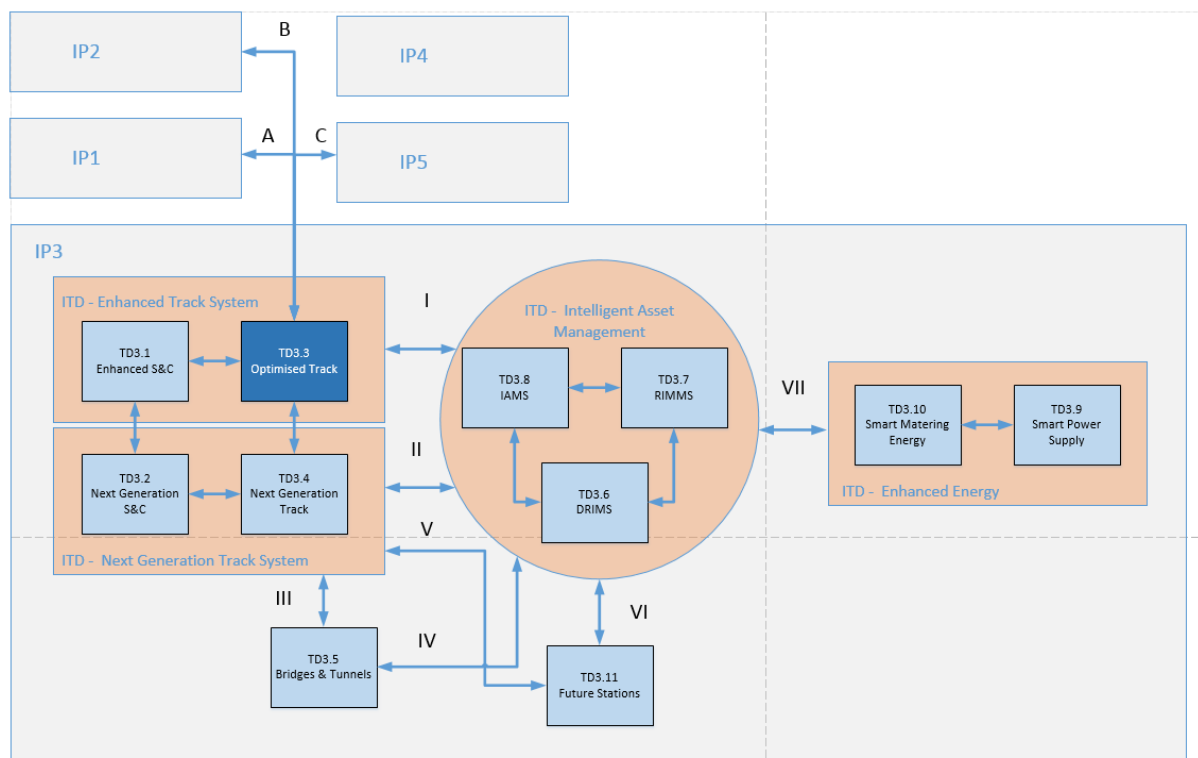 B
IP2
IP4
A
C
IP1
IP5
IP3
ITD - Enhanced Track System
I
ITD - Intelligent Asset
Management
TD3.1
Enhanced S&C
TD3.3
Optimised Track
TD3.8
IAMS
TD3.7
RIMMS
VII
TD3.10
Smart Matering
Energy
TD3.9
Smart Power
Supply
II
TD3.2
Next Generation
S&C
TD3.4
Next Generation
Track
TD3.6
DRIMS
ITD - Enhanced Energy
V
ITD - Next Generation Track System
III
VI
IV
TD3.5
Bridges & Tunnels
TD3.11
Future Stations